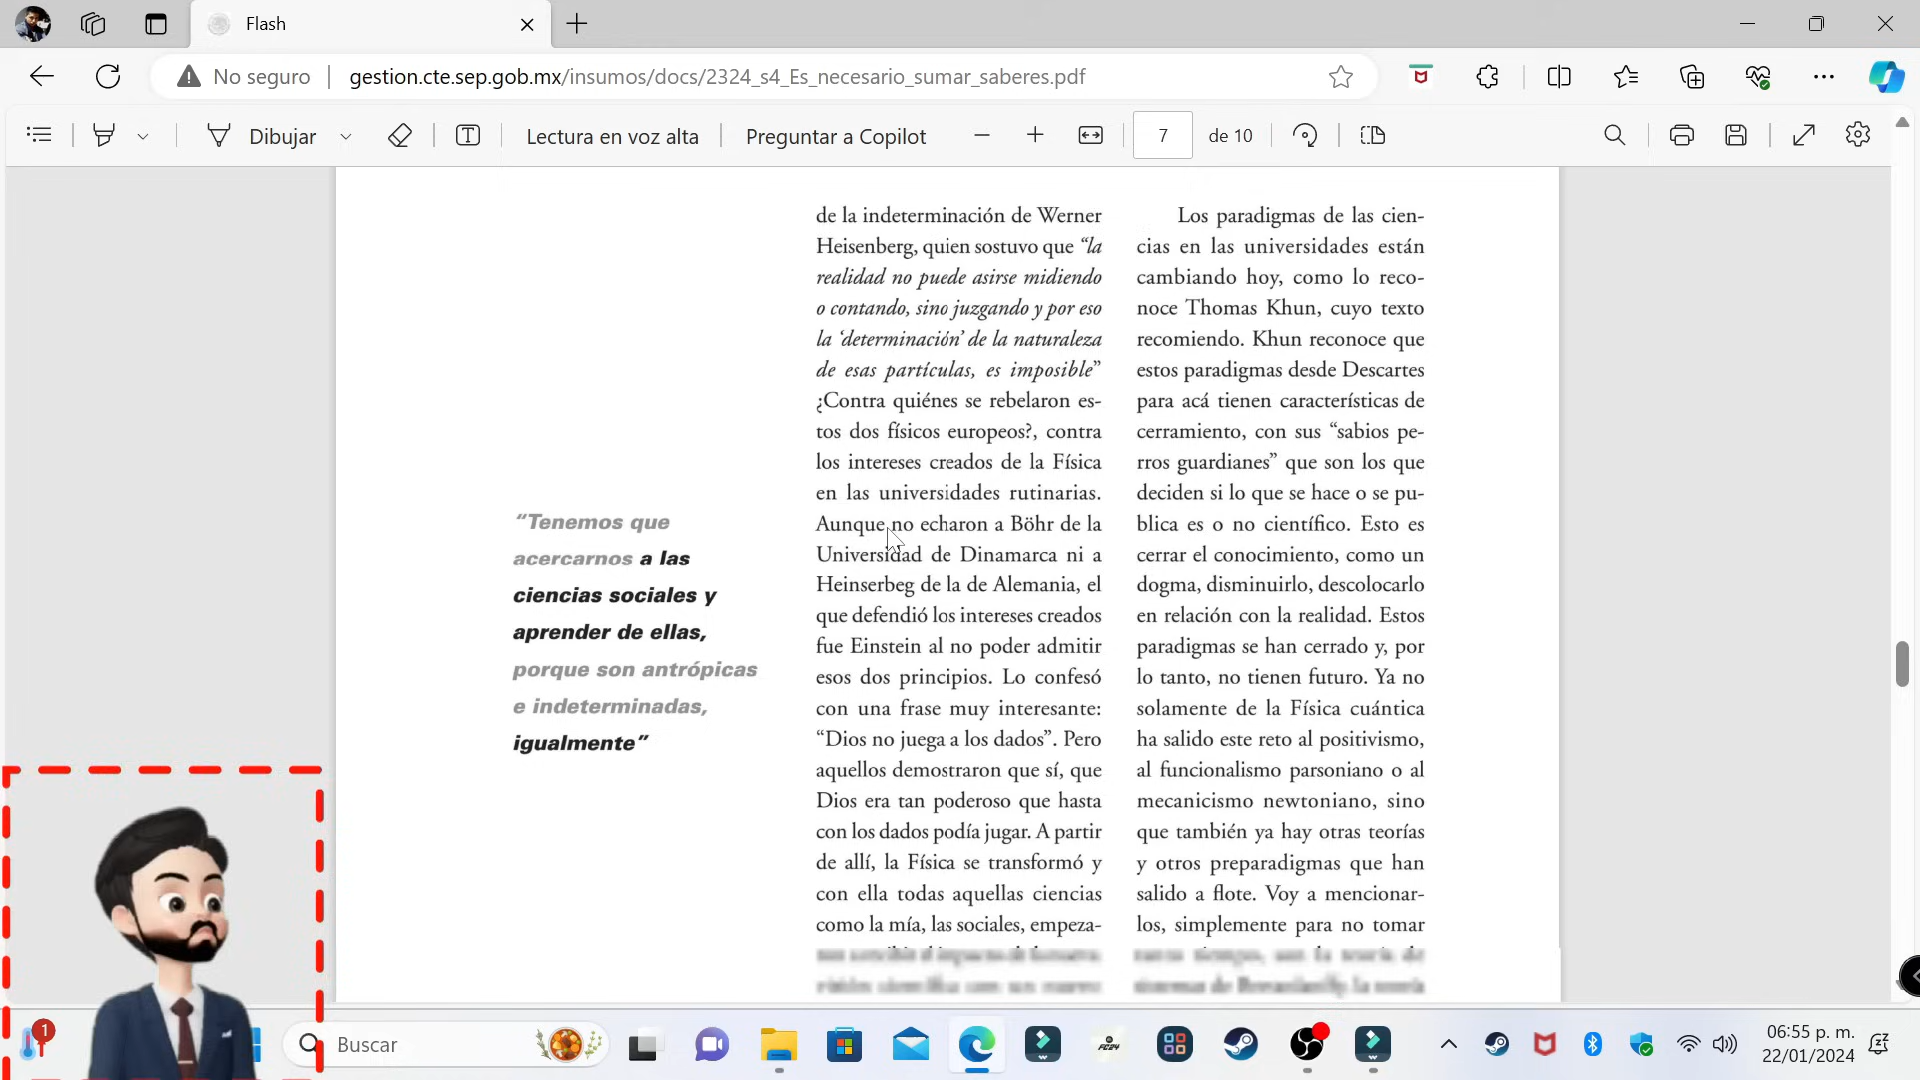 Flash
No seguro
gestion.cte.sep.gob.mx/insumos/docs/2324_s4_Es_necesario_sumar_saberes.pdf
Dibujar
Lectura en voz alta
Preguntar a Copilot
7
de 10
“Tenemos que
acercarnos a las
ciencias sociales y
aprender de ellas,
porque son antrópicas
e indeterminadas,
igualmente”
de la indeterminación de Werner
Heisenberg, quien sostuvo que “la
realidad no puede asirse midiendo
o contando, sino juzgando y por eso
la ‘determinación’ de la naturaleza
de esas partículas, es imposible”
¿Contra quiénes se rebelaron es-
tos dos físicos europeos?, contra
los intereses creados de la Física
en las universidades rutinarias.
Aunque no echaron a Böhr de la
Universidad de Dinamarca ni a
Heinserbeg de la de Alemania, el
que defendió los intereses creados
fue Einstein al no poder admitir
esos dos principios. Lo confesó
con una frase muy interesante:
“Dios no juega a los dados”. Pero
aquellos demostraron que sí, que
Dios era tan poderoso que hasta
con los dados podía jugar. A partir
de allí, la Física se transformó y
con ella todas aquellas ciencias
como la mía, las sociales, empeza-
Los paradigmas de las cien-
cias en las universidades están
cambiando hoy, como lo reco-
noce Thomas Khun, cuyo texto
recomiendo. Khun reconoce que
estos paradigmas desde Descartes
para acá tienen características de
cerramiento, con sus “sabios pe-
rros guardianes” que son los que
deciden si lo que se hace o se pu-
blica es o no científico. Esto es
cerrar el conocimiento, como un
dogma, disminuirlo, descolocarlo
en relación con la realidad. Estos
paradigmas se han cerrado y, por
lo tanto, no tienen futuro. Ya no
solamente de la Física cuántica
ha salido este reto al positivismo,
al funcionalismo parsoniano o al
mecanicismo newtoniano, sino
que también ya hay otras teorías
y otros preparadigmas que han
salido a flote. Voy a mencionar-
los, simplemente para no tomar
1
Buscar
FC24
06:55 p. m.
22/01/2024